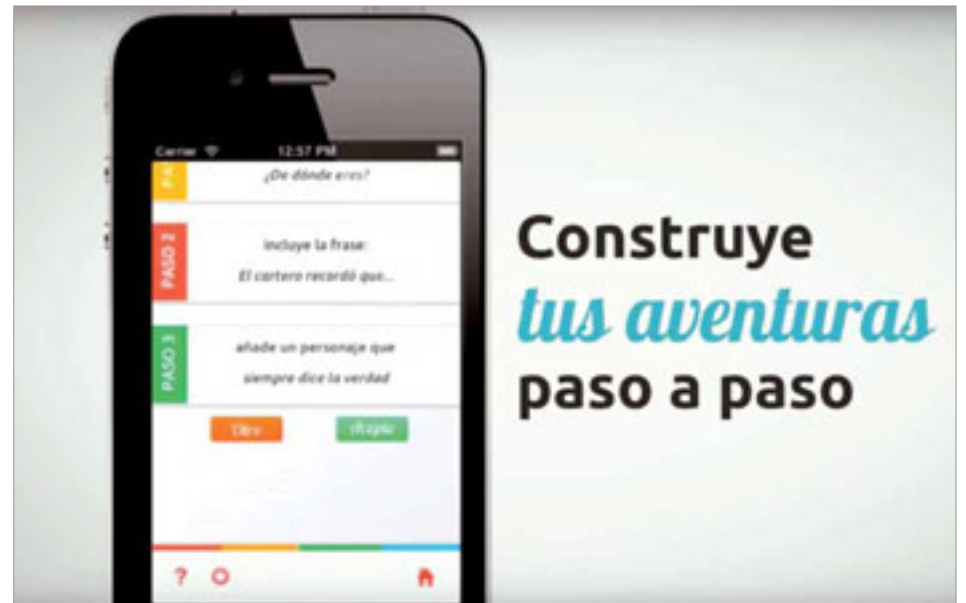 Carrier 12:57 PM
¿De dónde eres?
PASO 2
incluye la frase:
El cartero recordó que...
PASO 3
añade un personaje que
siempre dice la verdad
Otro
?
Construye
tus aventuras
paso a paso